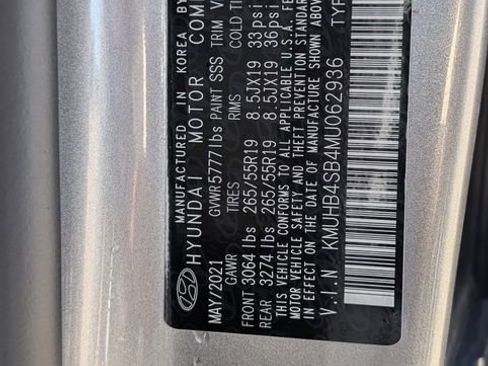 MANUFACTURED IN KOREA BY
HYUNDAI MOTOR COM
MAY/2021 GVWR 5777lbs PAINT SSS TRIM V
GAWR TIRES RIMS COLD TI
FRONT 3064 lbs 265/55R19 8.5JX19 33psi
REAR 3274 lbs 265/55R19 8.5JX19 36psi
THIS VEHICLE CONFORMS TO ALL APPLICABLE U.S.A. FE
MOTOR VEHICLE SAFETY AND THEFT PREVENTION STANDAR
IN EFFECT ON THE DATE OF MANUFACTURE SHOWN ABOV
V.I.N KMUHB4SB4MU062936 TYP